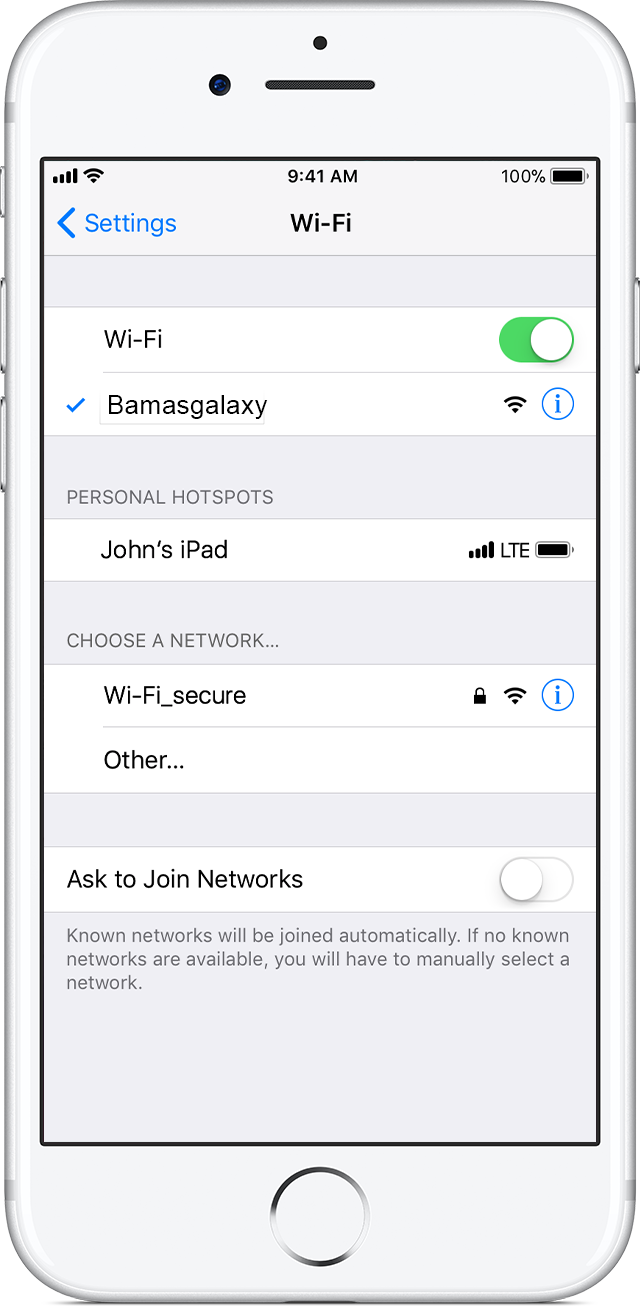 9:41 AM 100%
Settings Wi-Fi
Wi-Fi
Bamasgalaxy
PERSONAL HOTSPOTS
John’s iPad LTE
CHOOSE A NETWORK...
Wi-Fi_secure
Other...
Ask to Join Networks
Known networks will be joined automatically. If no known
networks are available, you will have to manually select a
network.